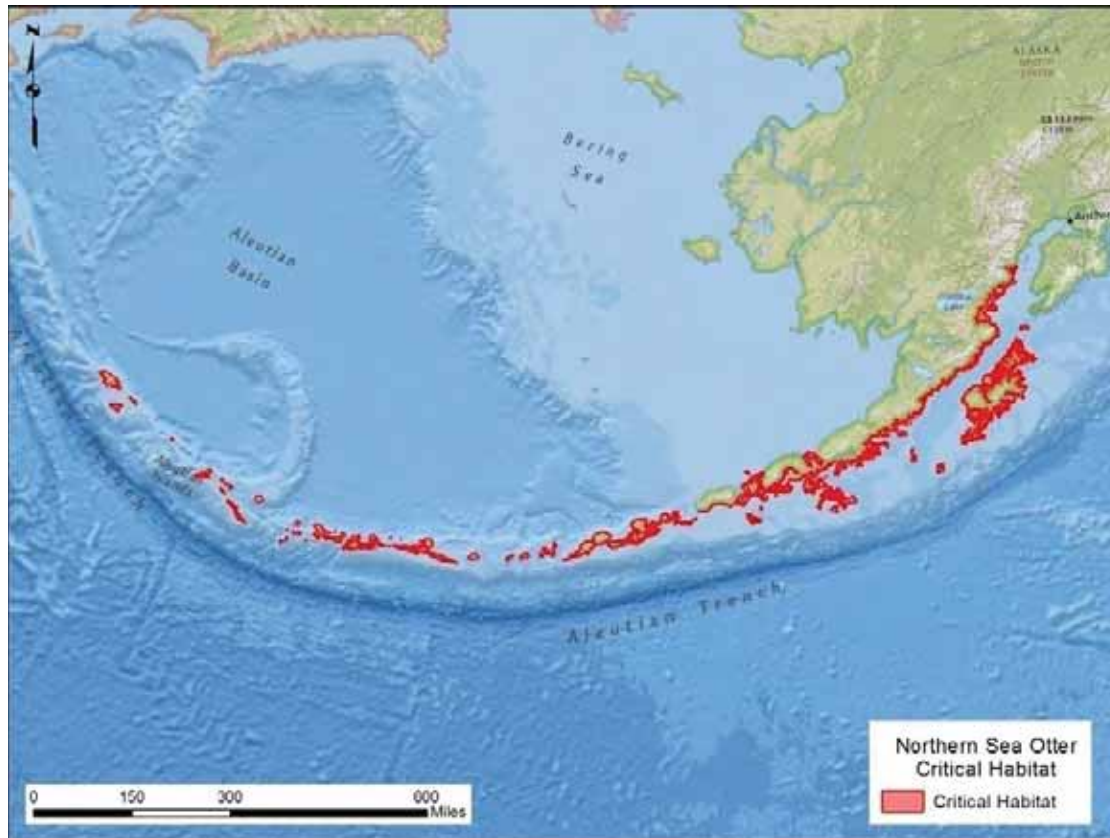 N
ALASKA
Bering
Sea
Aleutian
Basin
Aleutian Trench
Northern Sea Otter
Critical Habitat
Critical Habitat
0 150 300 600
Miles